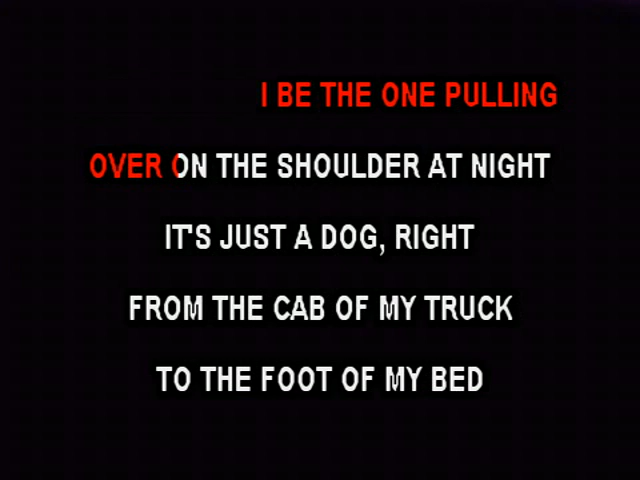 I BE THE ONE PULLING
OVER ON THE SHOULDER AT NIGHT
IT'S JUST A DOG, RIGHT
FROM THE CAB OF MY TRUCK
TO THE FOOT OF MY BED